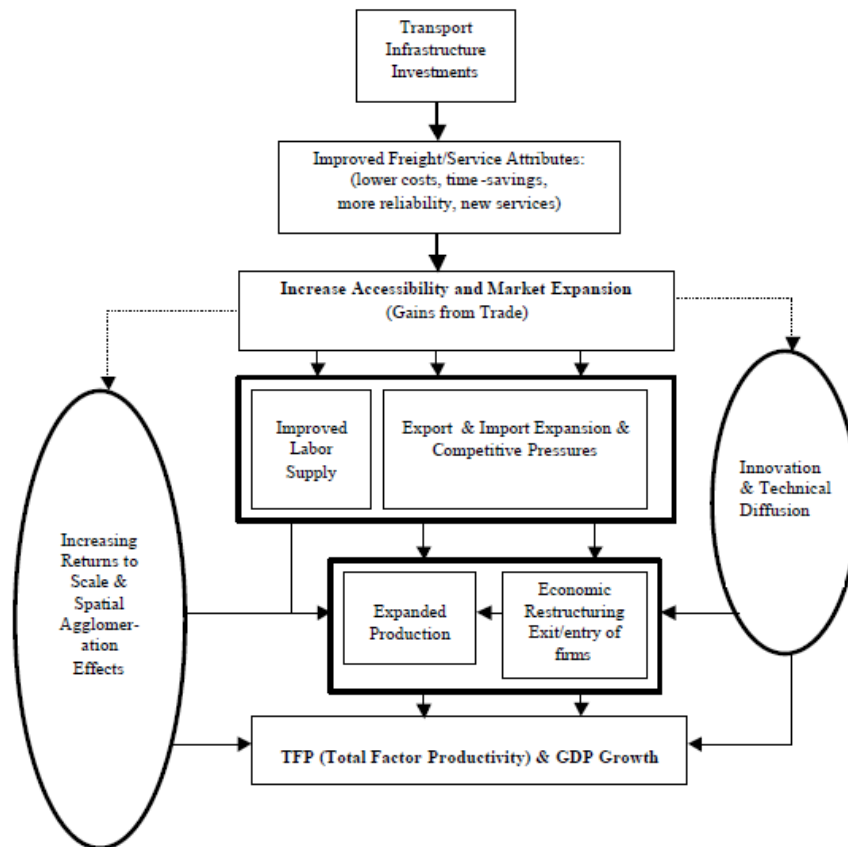 Transport
Infrastructure
Investments
Improved Freight/Service Attributes:
(lower costs, time-savings,
more reliability, new services)
Increase Accessibility and Market Expansion
(Gains from Trade)
Improved
Labor
Supply
Export & Import Expansion &
Competitive Pressures
Innovation
& Technical
Diffusion
Increasing
Returns to
Scale &
Spatial
Agglomer-
ation
Effects
Expanded
Production
Economic
Restructuring
Exit/entry of
firms
TFP (Total Factor Productivity) & GDP Growth